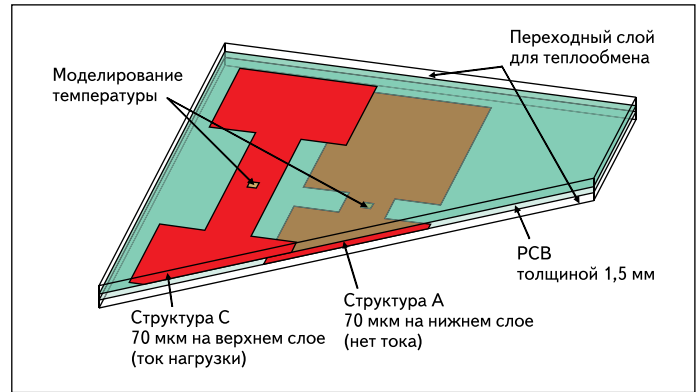 Переходный слой
для теплообмена
Моделирование
температуры
PCB
толщиной 1,5 мм
Структура А
70 мкм на нижнем слое
(нет тока)
Структура С
70 мкм на верхнем слое
(ток нагрузки)